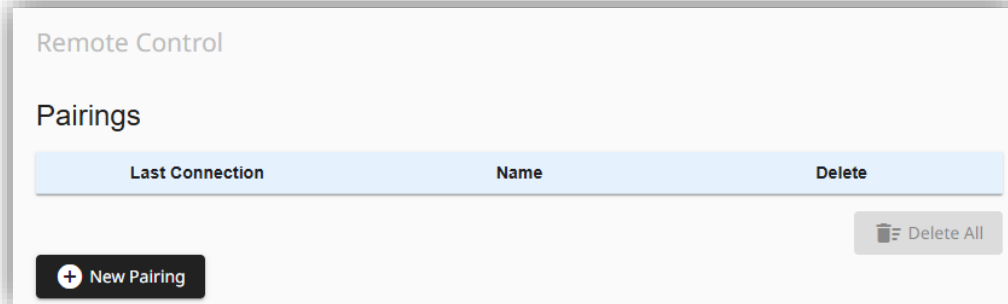 Remote Control
Pairings
Last Connection Name Delete
Delete All
New Pairing